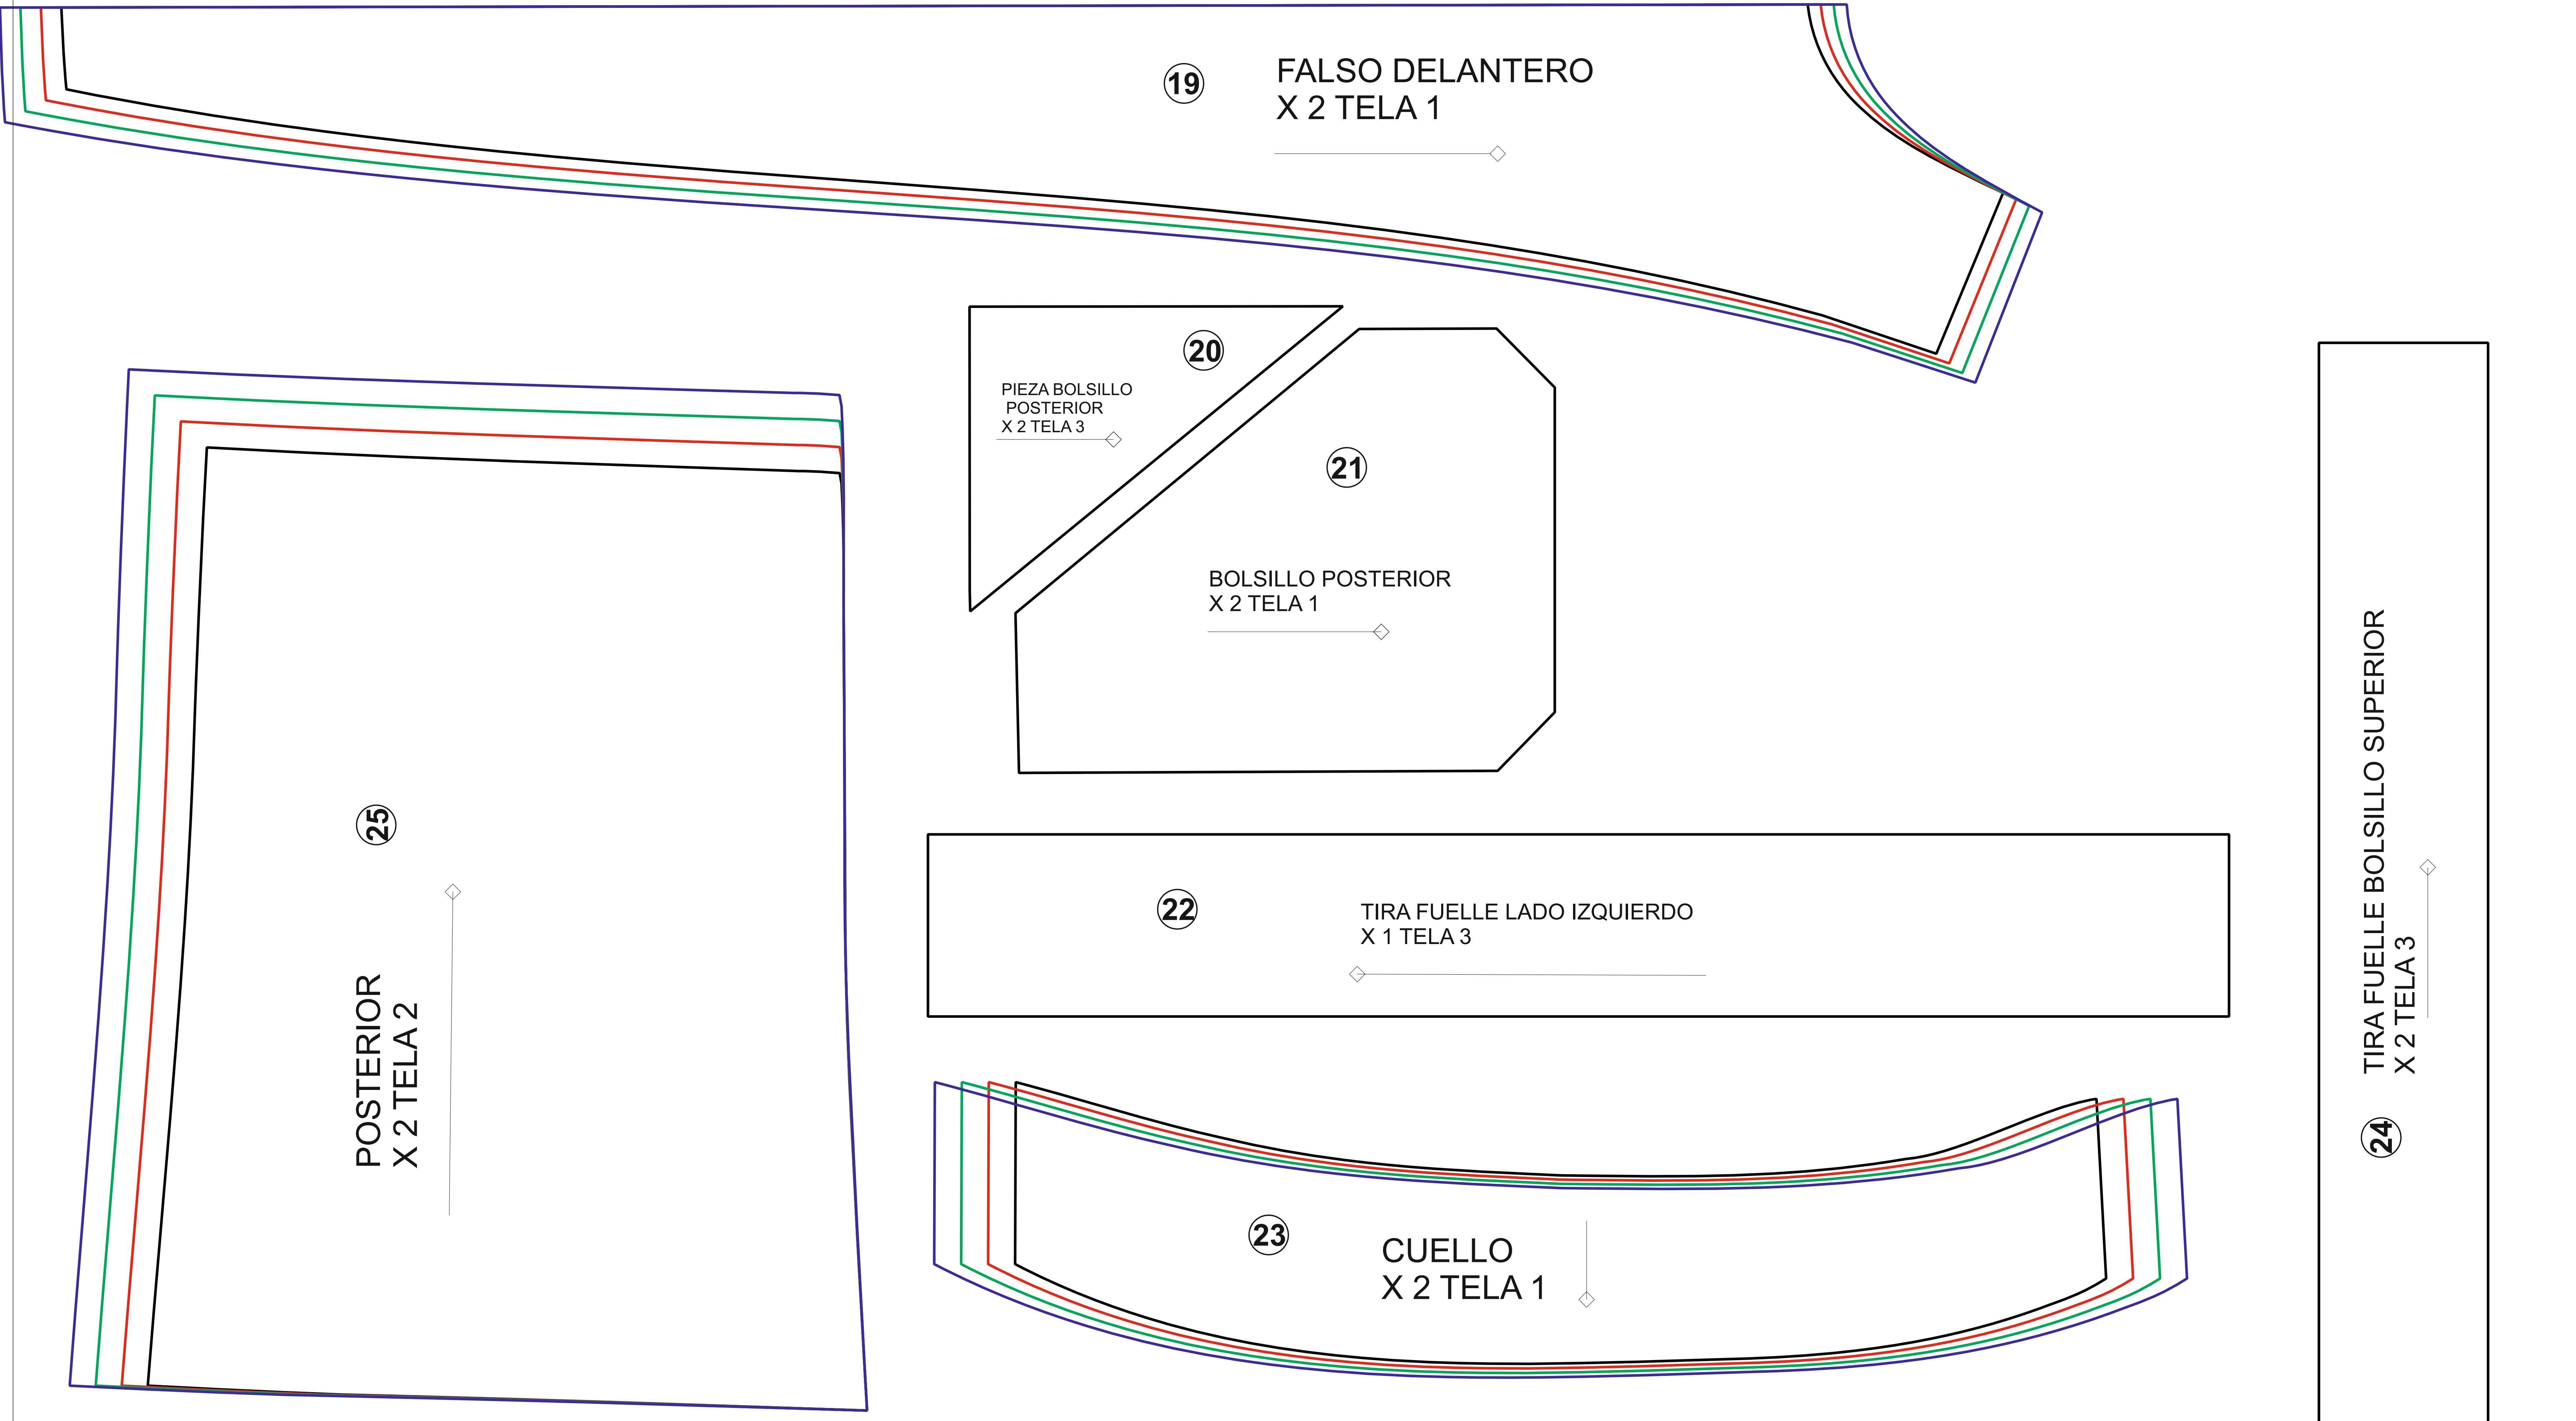 19
FALSO DELANTERO
X 2 TELA 1
20
PIEZA BOLSILLO
POSTERIOR
X 2 TELA 3
21
BOLSILLO POSTERIOR
X 2 TELA 1
22
TIRA FUELLE LADO IZQUIERDO
X 1 TELA 3
23
CUELLO
X 2 TELA 1
24
TIRA FUELLE BOLSILLO SUPERIOR
X 2 TELA 3
25
POSTERIOR
X 2 TELA 2